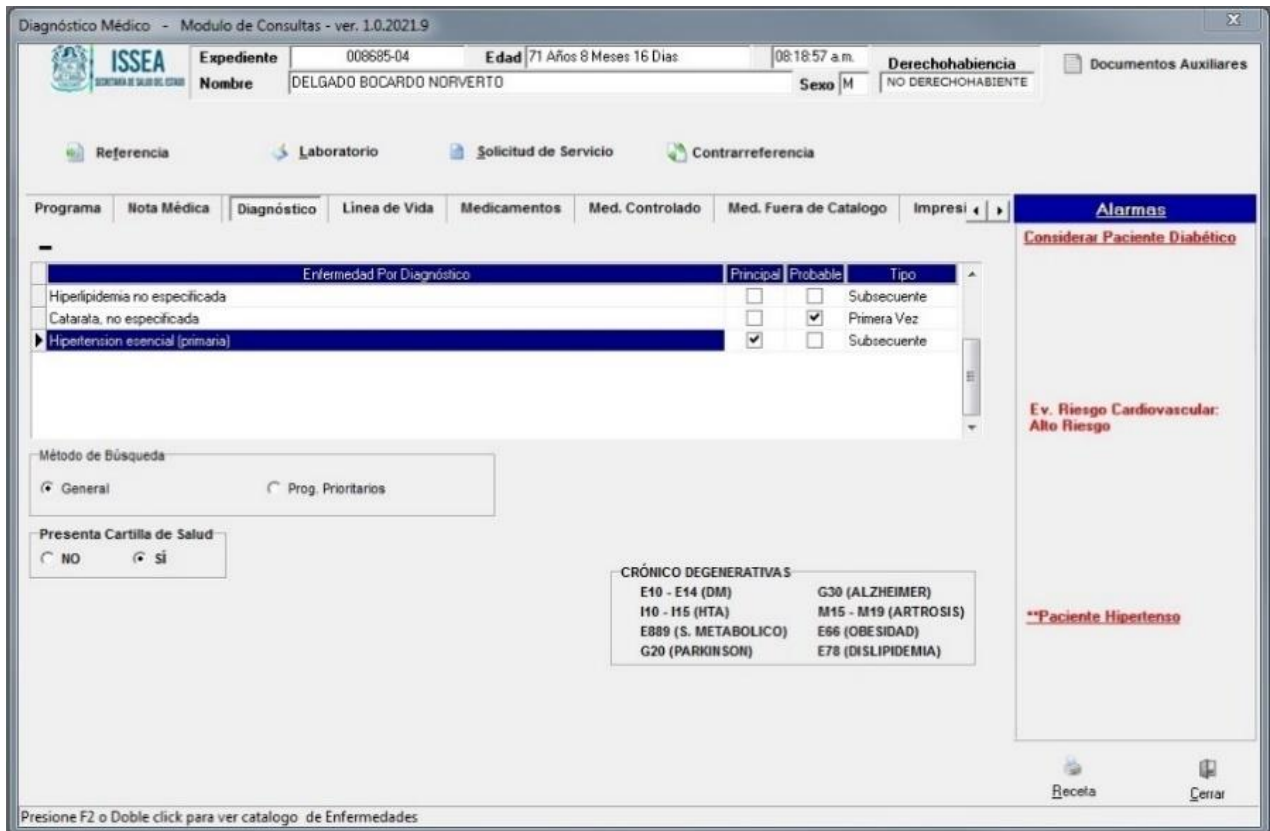 Diagnóstico Médico - Modulo de Consultas - ver. 1.0.2021.9
ISSEA
SECRETARÍA DE SALUD DEL ESTADO
Expediente 008685-04 Edad 71 Años 8 Meses 16 Dias 08:18:57 a.m. Derechohabiencia
Nombre DELGADO BOCARDO NORVERTO Sexo M NO DERECHOHABIENTE
Documentos Auxiliares
Referencia Laboratorio Solicitud de Servicio Contrarreferencia
Programa Nota Médica Diagnóstico Linea de Vida Medicamentos Med. Controlado Med. Fuera de Catalogo Impresi
Alarmas
Considerar Paciente Diabético
Enfermedad Por Diagnóstico Principal Probable Tipo
Hiperlipidemia no especificada Subsecuente
Catarata, no especificada Primera Vez
Hipertension esencial (primaria) Subsecuente
Ev. Riesgo Cardiovascular:
Alto Riesgo
Método de Búsqueda
General Prog. Prioritarios
Presenta Cartilla de Salud
NO SÍ
CRÓNICO DEGENERATIVAS
E10 - E14 (DM) G30 (ALZHEIMER)
I10 - I15 (HTA) M15 - M19 (ARTROSIS)
E889 (S. METABOLICO) E66 (OBESIDAD)
G20 (PARKINSON) E78 (DISLIPIDEMIA)
**Paciente Hipertenso
Receta Cerrar
Presione F2 o Doble click para ver catalogo de Enfermedades